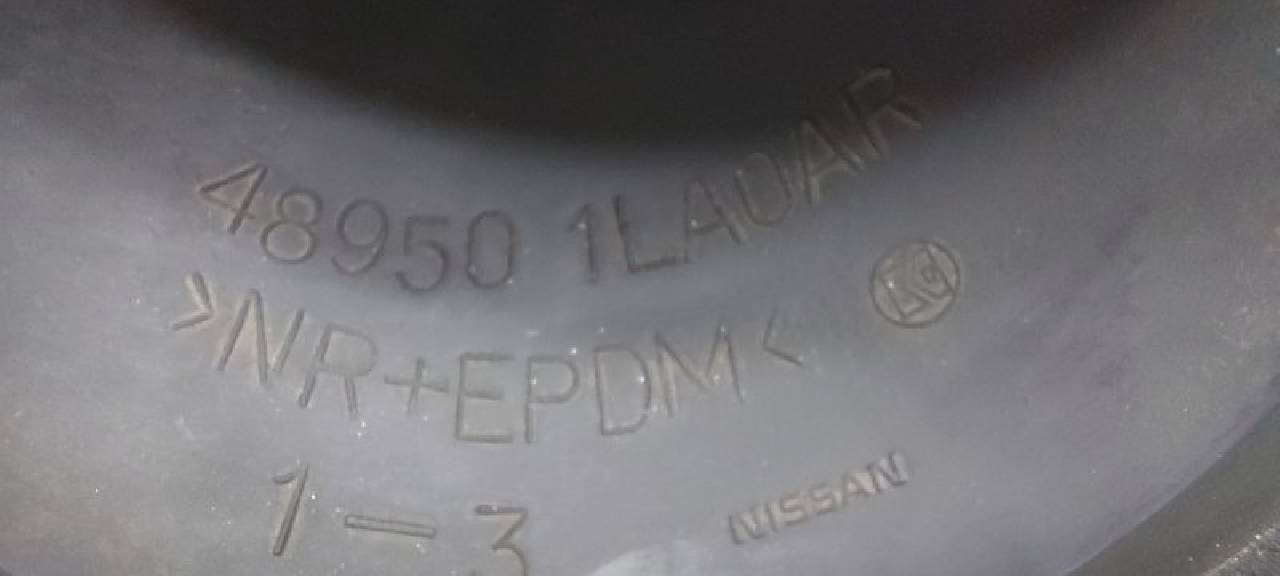 48950 1LA0AR
>NR+EPDM<
1-3
NISSAN